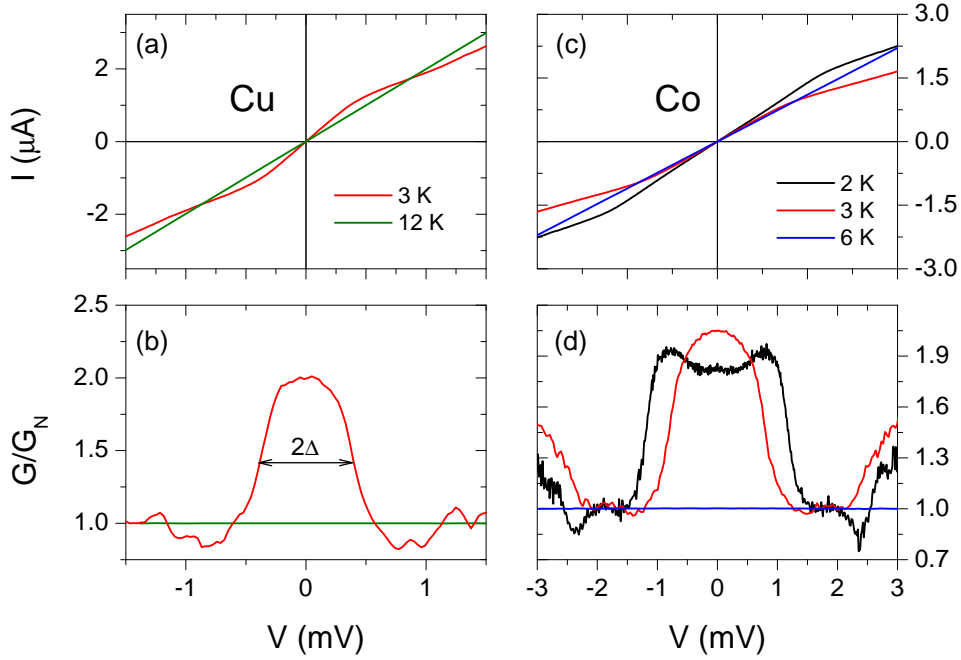 (a)
Cu
I (μA)
2
0
-2
3 K
12 K
(c)
Co
3.0
1.5
0.0
-1.5
-3.0
2 K
3 K
6 K
(b)
G/G_N
2.5
2.0
1.5
1.0
2Δ
-1 0 1
V (mV)
(d)
1.9
1.6
1.3
1.0
0.7
-3 -2 -1 0 1 2 3
V (mV)